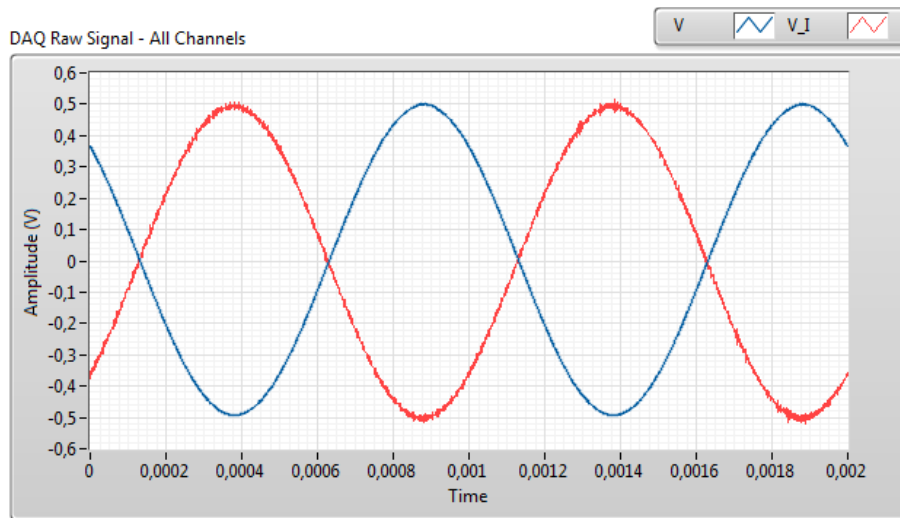 V V_I
DAQ Raw Signal - All Channels
Amplitude (V)
0,6
0,5
0,4
0,3
0,2
0,1
0
-0,1
-0,2
-0,3
-0,4
-0,5
-0,6
0 0,0002 0,0004 0,0006 0,0008 0,001 0,0012 0,0014 0,0016 0,0018 0,002
Time